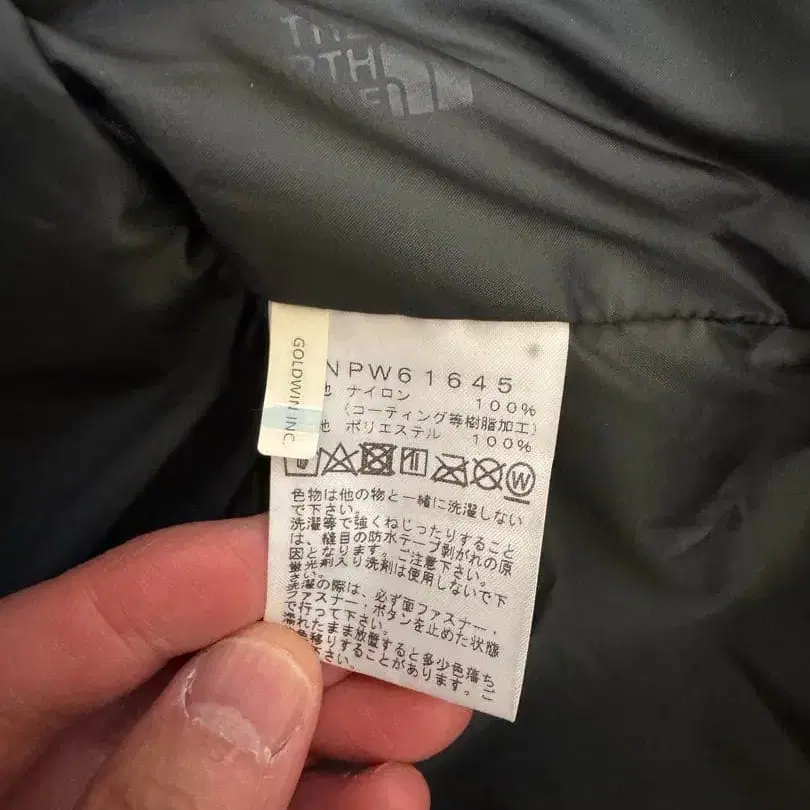 THE
RTH
FE
GOLDWIN INC.
NPW61645
地 ナイロン 100%
(コーティング等樹脂加工)
地 ポリエステル 100%
W
色物は他の物と一緒に洗濯しない
で下さい。
洗濯等で強くねじったりすること
は、縫目の防水テープ剥がれの原
因となります。ご注意下さい。
蛍光剤入り洗剤は使用しないで下
さい。
洗濯の際は、必ず面ファスナー,
ファスナー,ボタンを止めた状態
で行って下さい。
濡れたまま放置すると多少色落ち
色移りすることがあります。ご
下さい。